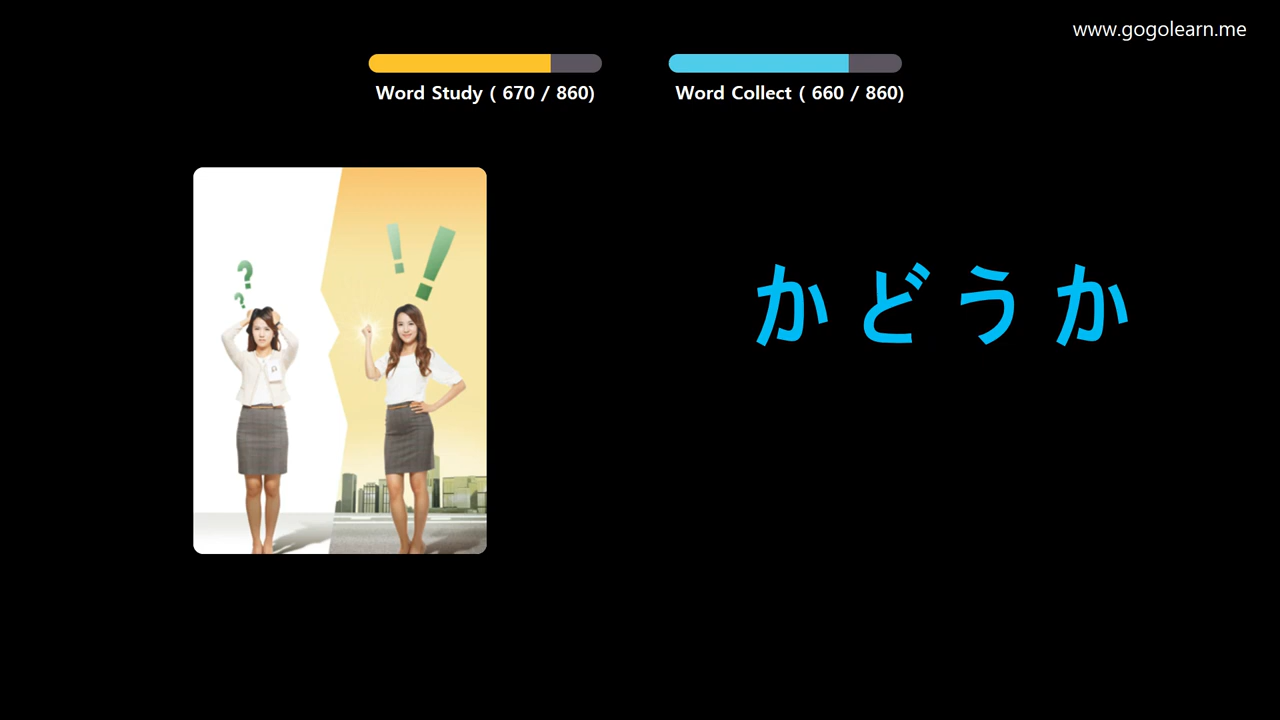 www.gogolearn.me
Word Study ( 670 / 860)
Word Collect ( 660 / 860)
? ?
! !
かどうか